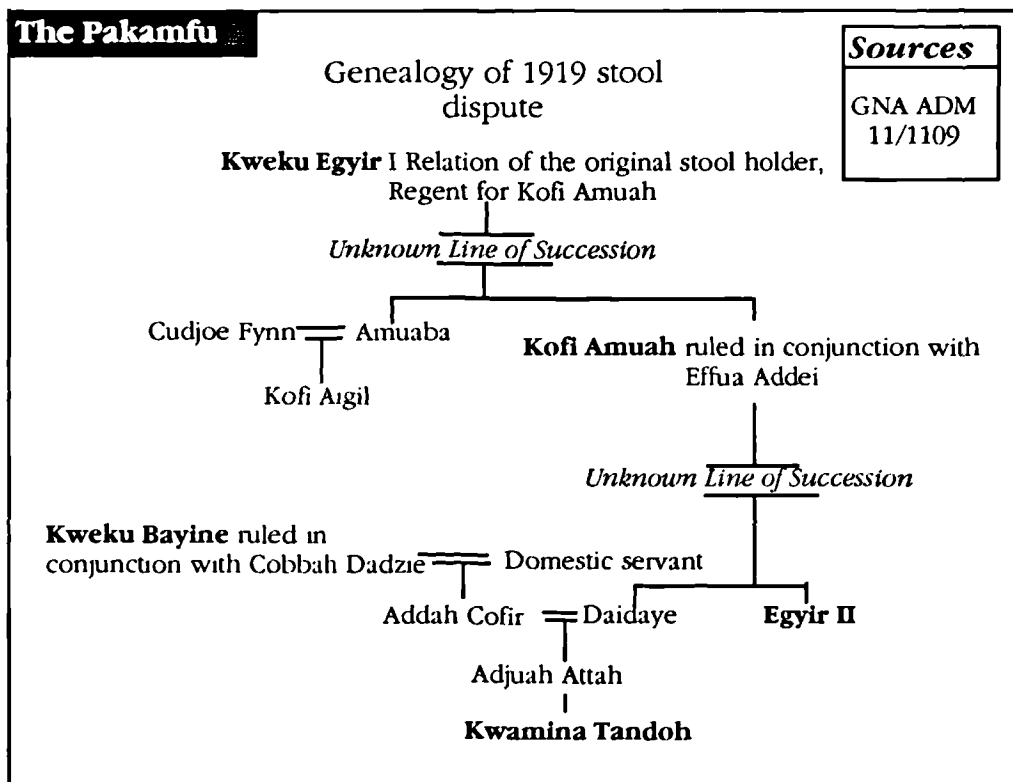 The Pakamfu
Genealogy of 1919 stool
dispute
Sources
GNA ADM
11/1109
Kweku Egyir I Relation of the original stool holder,
Regent for Kofi Amuah
Unknown Line of Succession
Cudjoe Fynn
Amuaba
Kofi Aigil
Kofi Amuah ruled in conjunction with
Effua Addei
Unknown Line of Succession
Kweku Bayine ruled in
conjunction with Cobbah Dadzie
Domestic servant
Addah Cofir
Daidaye
Egyir II
Adjuah Attah
Kwamina Tandoh